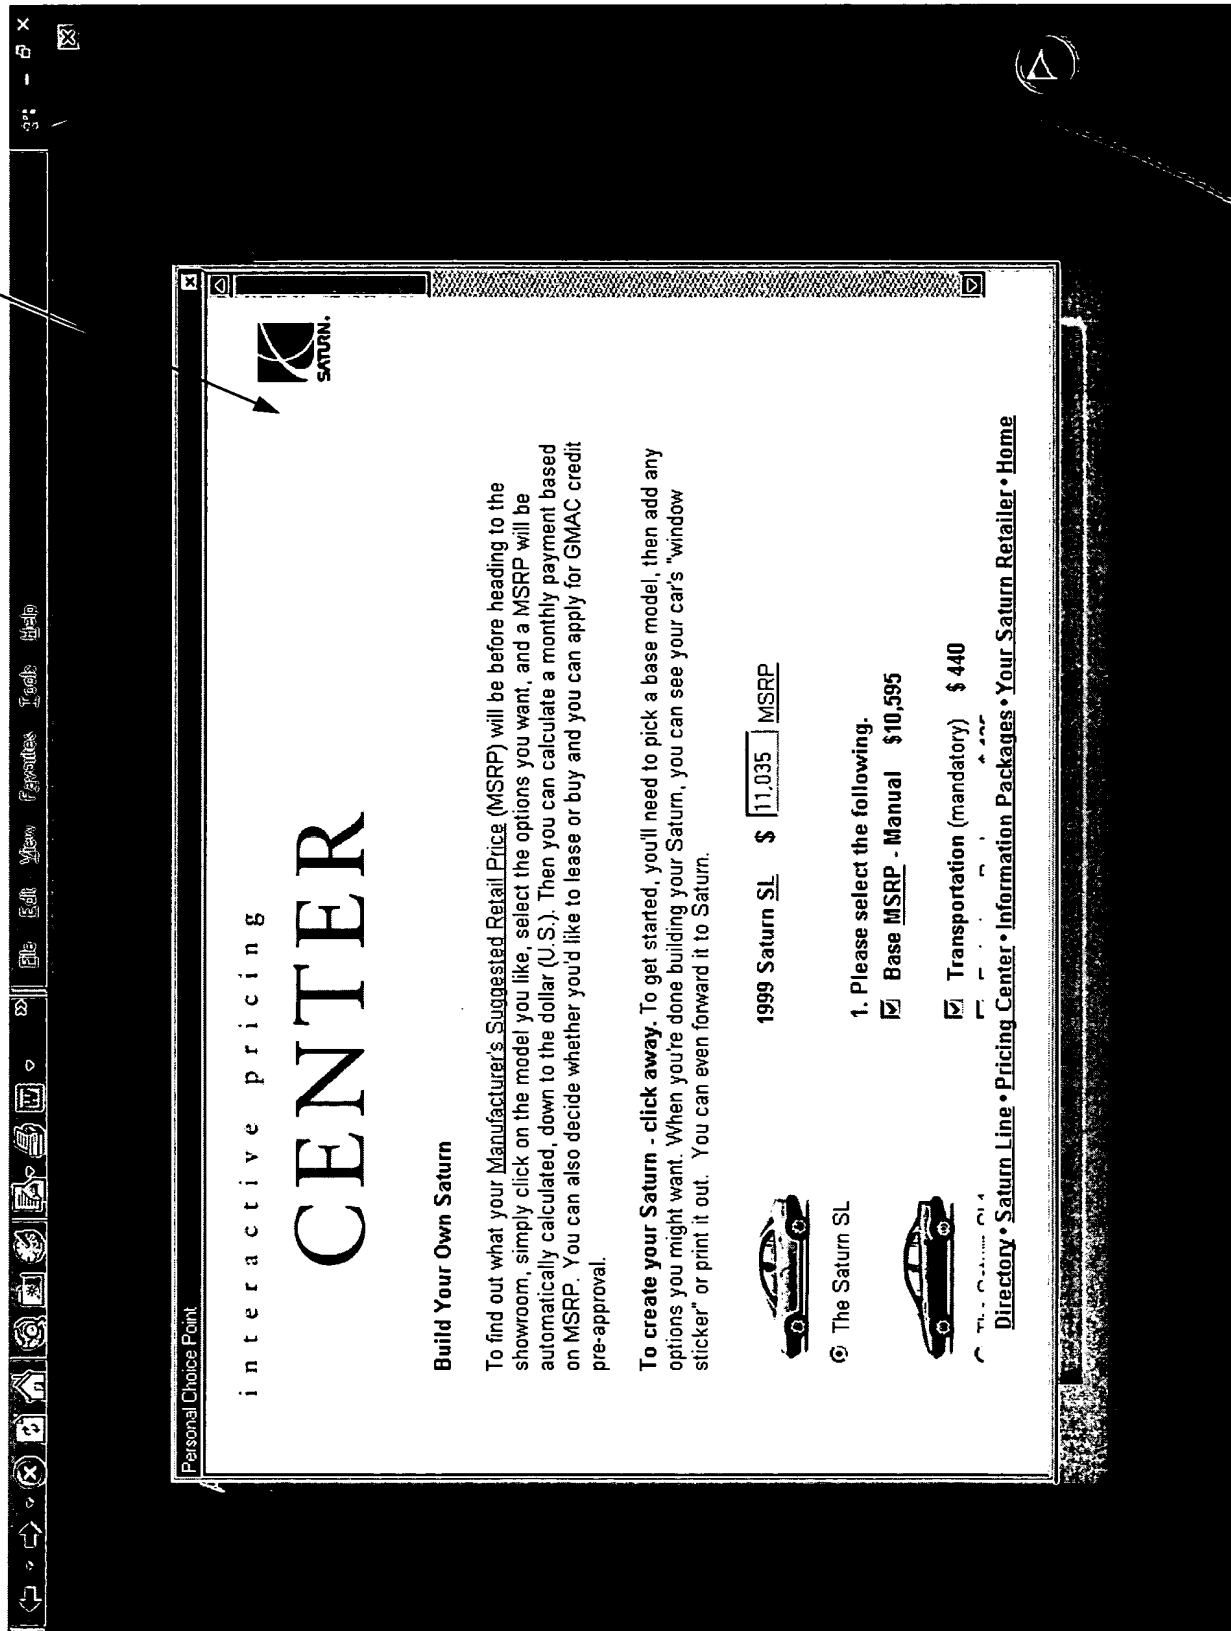 File Edit View Favorites Tools Help
Personal Choice Point
interactive pricing
CENTER
SATURN.
Build Your Own Saturn
To find out what your Manufacturer's Suggested Retail Price (MSRP) will be before heading to the
showroom, simply click on the model you like, select the options you want, and a MSRP will be
automatically calculated, down to the dollar (U.S.). Then you can calculate a monthly payment based
on MSRP. You can also decide whether you'd like to lease or buy and you can apply for GMAC credit
pre-approval.
To create your Saturn - click away. To get started, you'll need to pick a base model, then add any
options you might want. When you're done building your Saturn, you can see your car's "window
sticker" or print it out. You can even forward it to Saturn.
1999 Saturn SL $ 11,035 MSRP
The Saturn SL
1. Please select the following.
Base MSRP - Manual $10,595
Transportation (mandatory) $ 440
Directory • Saturn Line • Pricing Center • Information Packages • Your Saturn Retailer • Home